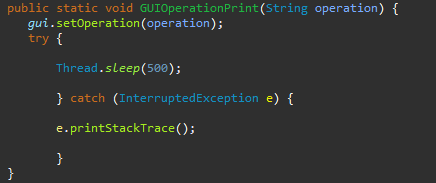 public static void GUIOperationPrint(String operation) {
gui.setOperation(operation);
try {
Thread.sleep(500);
} catch (InterruptedException e) {
e.printStackTrace();
}
}